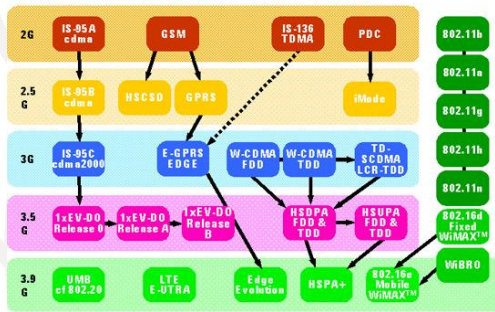 2G
IS-95A
cdma
GSM
IS-136
TDMA
PDC
802.11b
802.11a
2.5
G
IS-95B
cdma
HSCSD
GPRS
iMode
802.11g
802.11h
3G
IS-95C
cdma2000
E-GPRS
EDGE
W-CDMA
FDD
W-CDMA
TDD
TD-
SCDMA
LCR-TDD
802.11n
3.5
G
1xEV-DO
Release 0
1xEV-DO
Release A
1xEV-DO
Release
B
HSDPA
FDD &
TDD
HSUPA
FDD &
TDD
802.16d
Fixed
WiMAX™
WiBRO
3.9
G
UMB
cf 802.20
LTE
E-UTRA
Edge
Evolution
HSPA+
802.16e
Mobile
WiMAX™